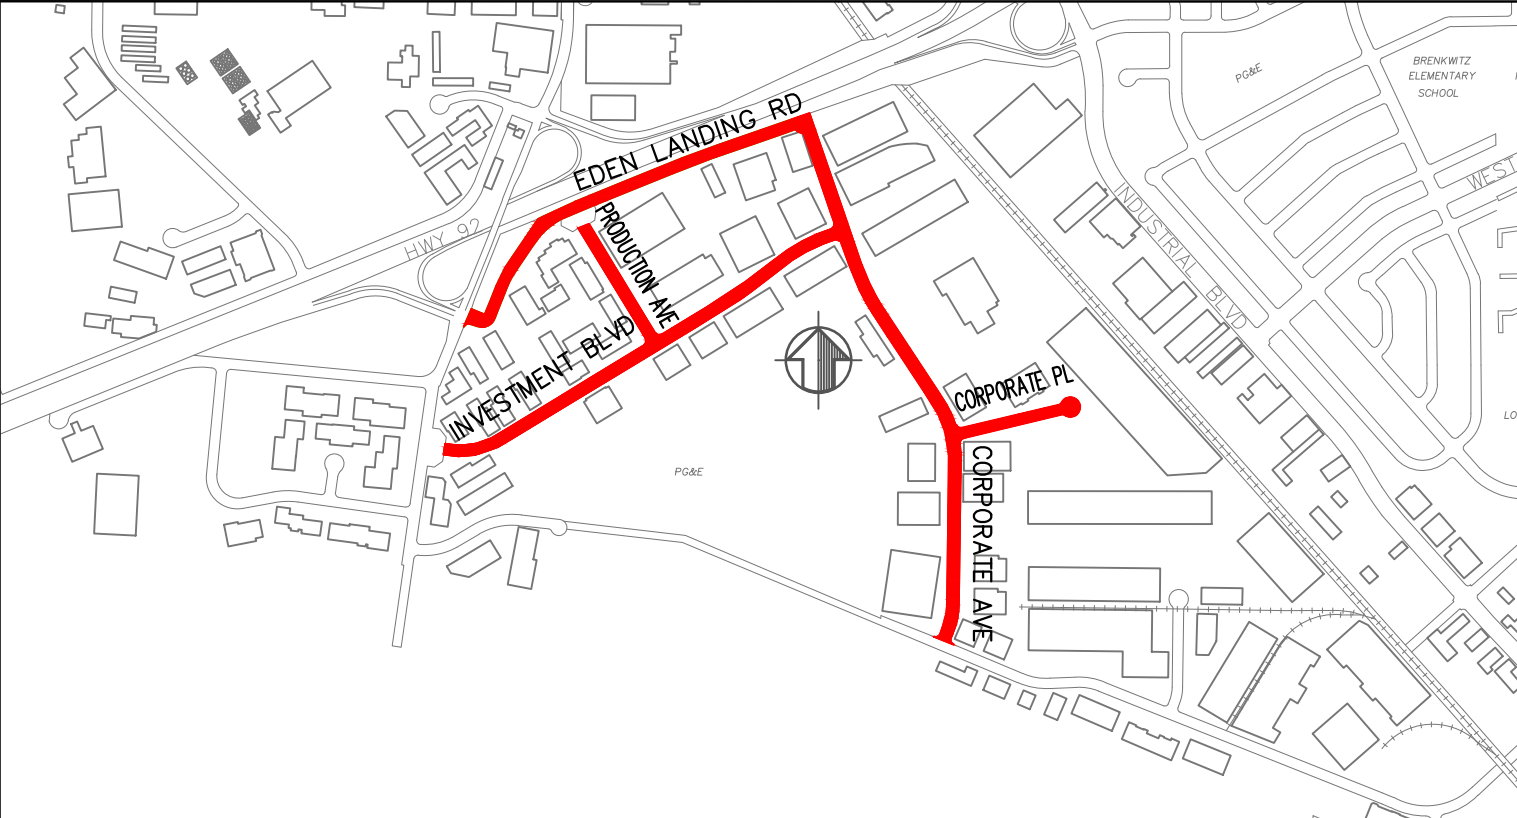 BRENKWITZ
ELEMENTARY
SCHOOL
PG&E
EDEN LANDING RD
WEST
HWY 92
PRODUCTION AVE
INDUSTRIAL BLVD
INVESTMENT BLVD
CORPORATE PL
LO
PG&E
CORPORATE AVE